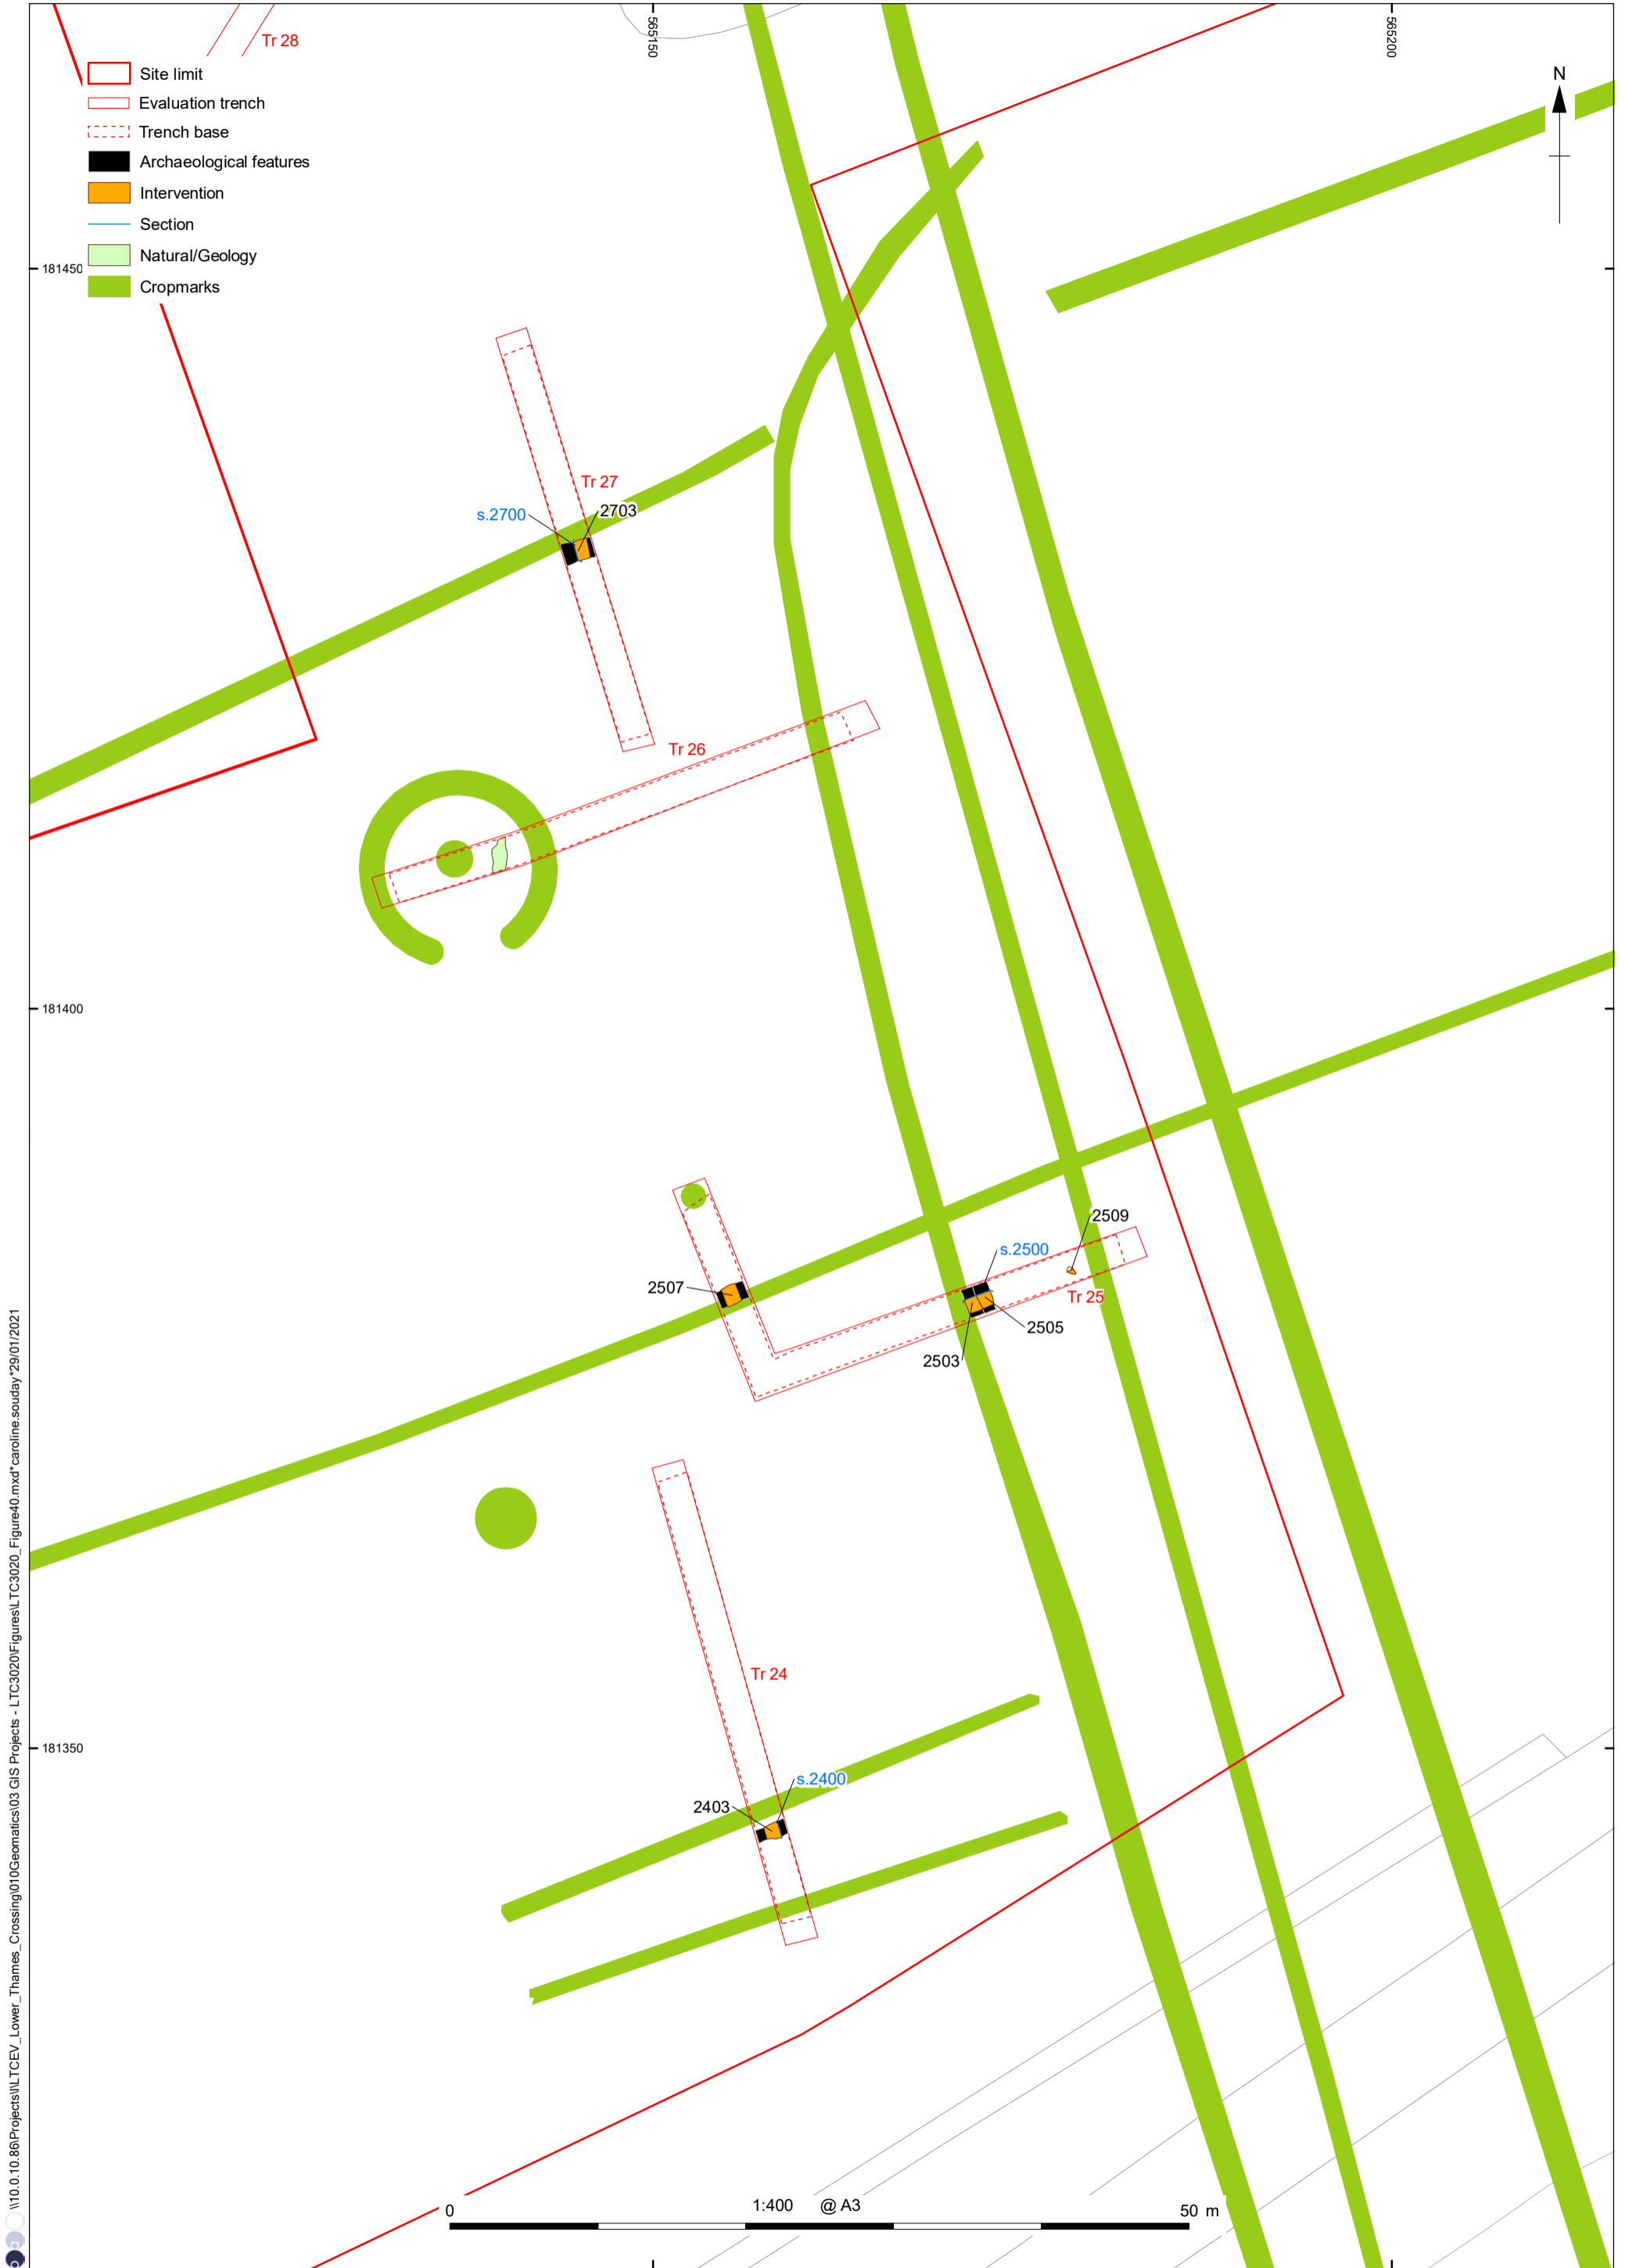 565150
565200
Tr 28
N
Site limit
Evaluation trench
Trench base
Archaeological features
Intervention
Section
Natural/Geology
Cropmarks
181450
Tr 27
s.2700
2703
Tr 26
181400
2509
s.2500
2507
Tr 25
2505
2503
Tr 24
181350
s.2400
2403
0
1:400 @ A3
50 m
\\10.0.10.86\Projects\l\LTCEV_Lower_Thames_Crossing\010Geomatics\03 GIS Projects - LTC3020\Figures\LTC3020_Figure40.mxd*caroline.souday*29/01/2021